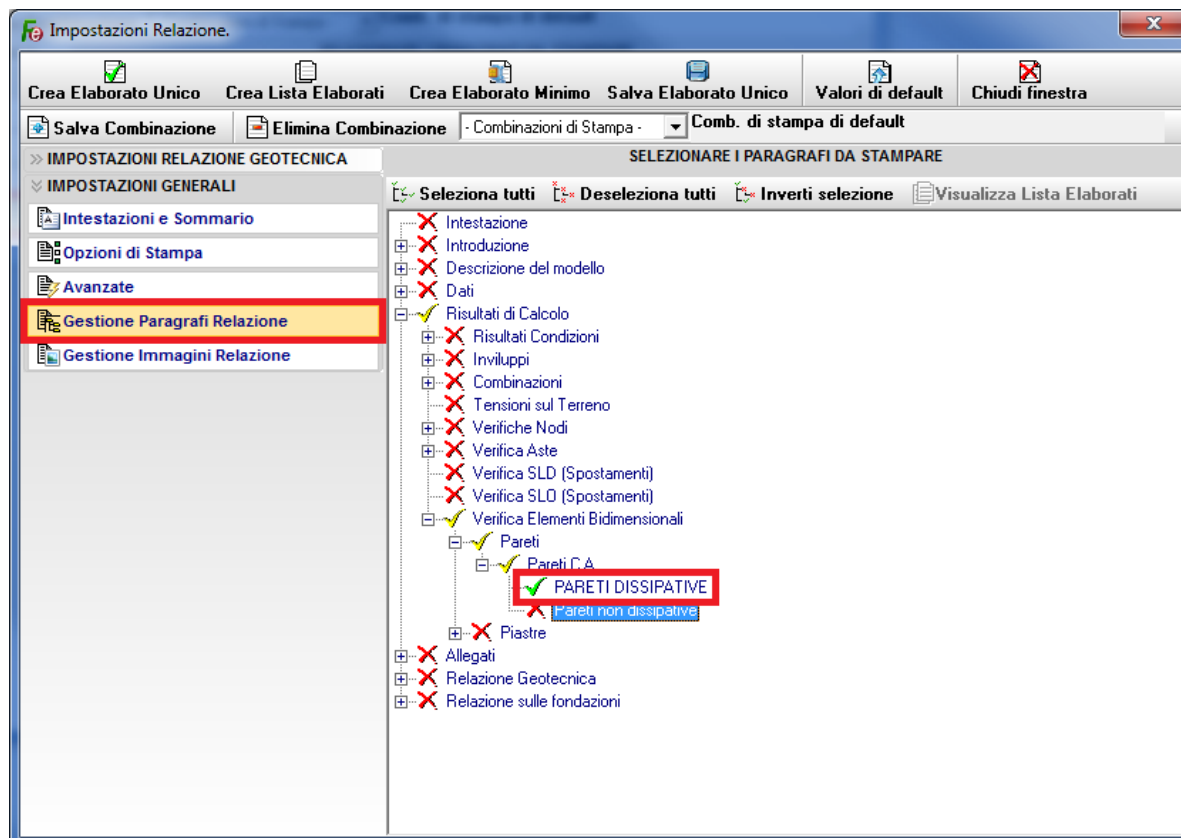 Fe Impostazioni Relazione.
x
Crea Elaborato Unico Crea Lista Elaborati Crea Elaborato Minimo Salva Elaborato Unico Valori di default Chiudi finestra
Salva Combinazione Elimina Combinazione - Combinazioni di Stampa - Comb. di stampa di default
IMPOSTAZIONI RELAZIONE GEOTECNICA
SELEZIONARE I PARAGRAFI DA STAMPARE
IMPOSTAZIONI GENERALI
Seleziona tutti Deseleziona tutti Inverti selezione Visualizza Lista Elaborati
Intestazioni e Sommario
Opzioni di Stampa
Avanzate
Gestione Paragrafi Relazione
Gestione Immagini Relazione
Intestazione
Introduzione
Descrizione del modello
Dati
Risultati di Calcolo
Risultati Condizioni
Inviluppi
Combinazioni
Tensioni sul Terreno
Verifiche Nodi
Verifica Aste
Verifica SLD (Spostamenti)
Verifica SLO (Spostamenti)
Verifica Elementi Bidimensionali
Pareti
Pareti C.A.
PARETI DISSIPATIVE
Pareti non dissipative
Piastre
Allegati
Relazione Geotecnica
Relazione sulle fondazioni